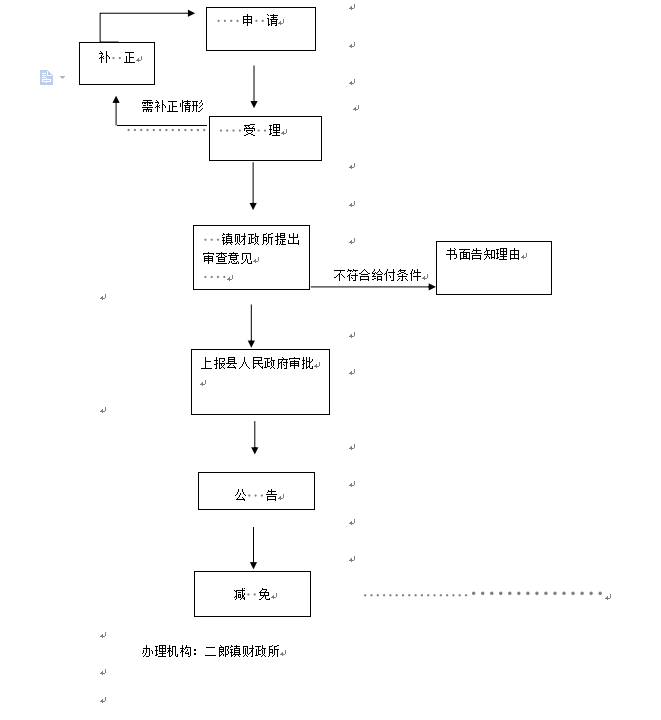 申请
补正
需补正情形
受理
镇财政所提出
审查意见
书面告知理由
不符合给付条件
上报县人民政府审批
公告
减免
办理机构：二郎镇财政所